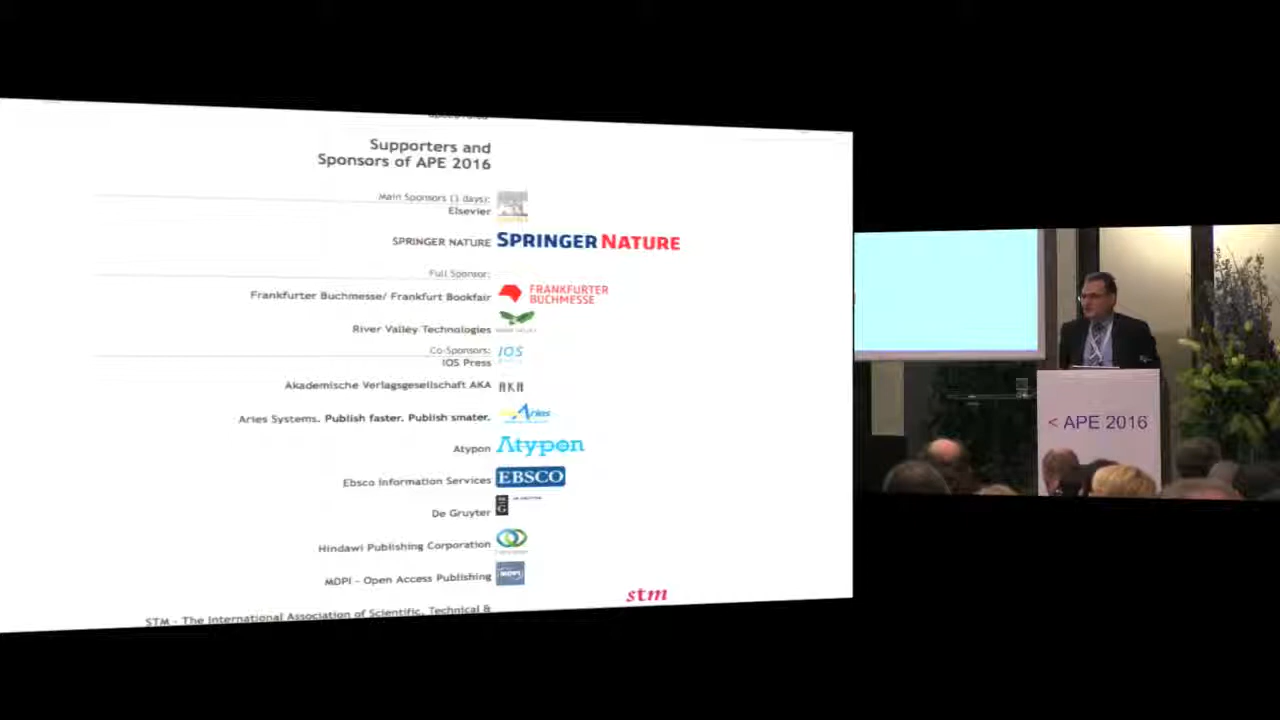 Supporters and
Sponsors of APE 2016
Main Sponsors (3 days):
Elsevier
SPRINGER NATURE
SPRINGER NATURE
Full Sponsor:
Frankfurter Buchmesse/ Frankfurt Bookfair
FRANKFURTER
BUCHMESSE
River Valley Technologies
Co-Sponsors:
IOS Press
IOS
Akademische Verlagsgesellschaft AKA
AKA
Aries Systems. Publish faster. Publish smater.
Aries
Atypon
Atypon
Ebsco Information Services
EBSCO
De Gruyter
Hindawi Publishing Corporation
MDPI - Open Access Publishing
MDPI
STM - The International Association of Scientific, Technical &
stm
< APE 2016